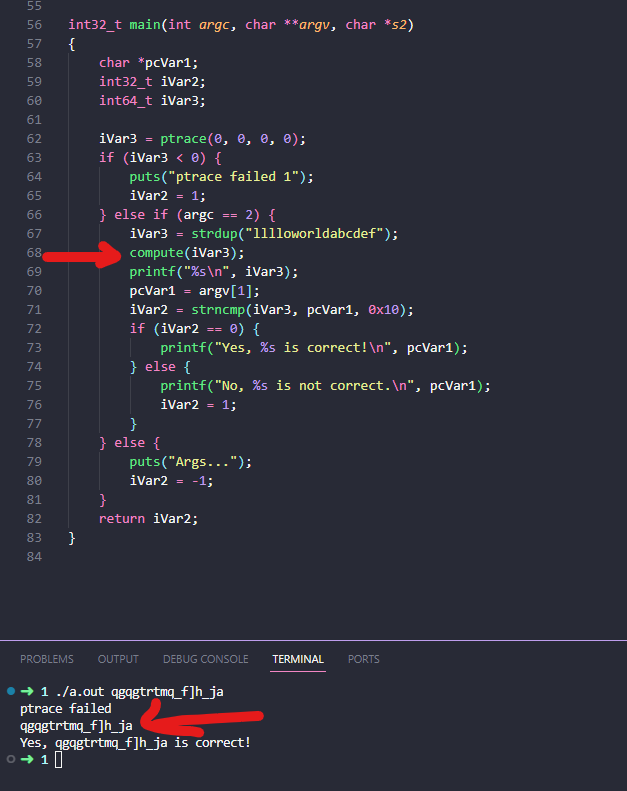 55
56 int32_t main(int argc, char **argv, char *s2)
57 {
58 char *pcVar1;
59 int32_t iVar2;
60 int64_t iVar3;
61
62 iVar3 = ptrace(0, 0, 0, 0);
63 if (iVar3 < 0) {
64 puts("ptrace failed 1");
65 iVar2 = 1;
66 } else if (argc == 2) {
67 iVar3 = strdup("lllloworldabcdef");
68 compute(iVar3);
69 printf("%s\n", iVar3);
70 pcVar1 = argv[1];
71 iVar2 = strncmp(iVar3, pcVar1, 0x10);
72 if (iVar2 == 0) {
73 printf("Yes, %s is correct!\n", pcVar1);
74 } else {
75 printf("No, %s is not correct.\n", pcVar1);
76 iVar2 = 1;
77 }
78 } else {
79 puts("Args...");
80 iVar2 = -1;
81 }
82 return iVar2;
83 }
84
PROBLEMS OUTPUT DEBUG CONSOLE TERMINAL PORTS
➜ 1 ./a.out qgqgtrtmq_f]h_ja
ptrace failed
qgqgtrtmq_f]h_ja
Yes, qgqgtrtmq_f]h_ja is correct!
➜ 1